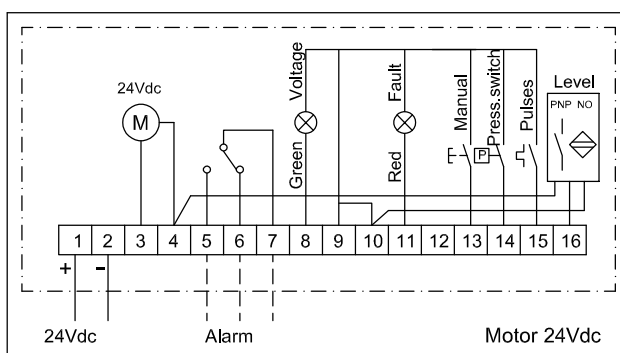 24Vdc
M
Voltage
Green
Fault
Red
Manual
Press.switch
P
Pulses
Level
PNP NO
1 2 3 4 5 6 7 8 9 10 11 12 13 14 15 16
+ -
24Vdc
Alarm
Motor 24Vdc